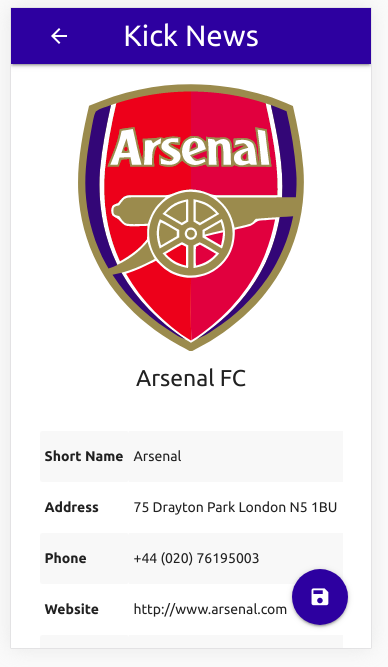 Kick News
Arsenal
Arsenal FC
Short Name Arsenal
Address 75 Drayton Park London N5 1BU
Phone +44 (020) 76195003
Website http://www.arsenal.com